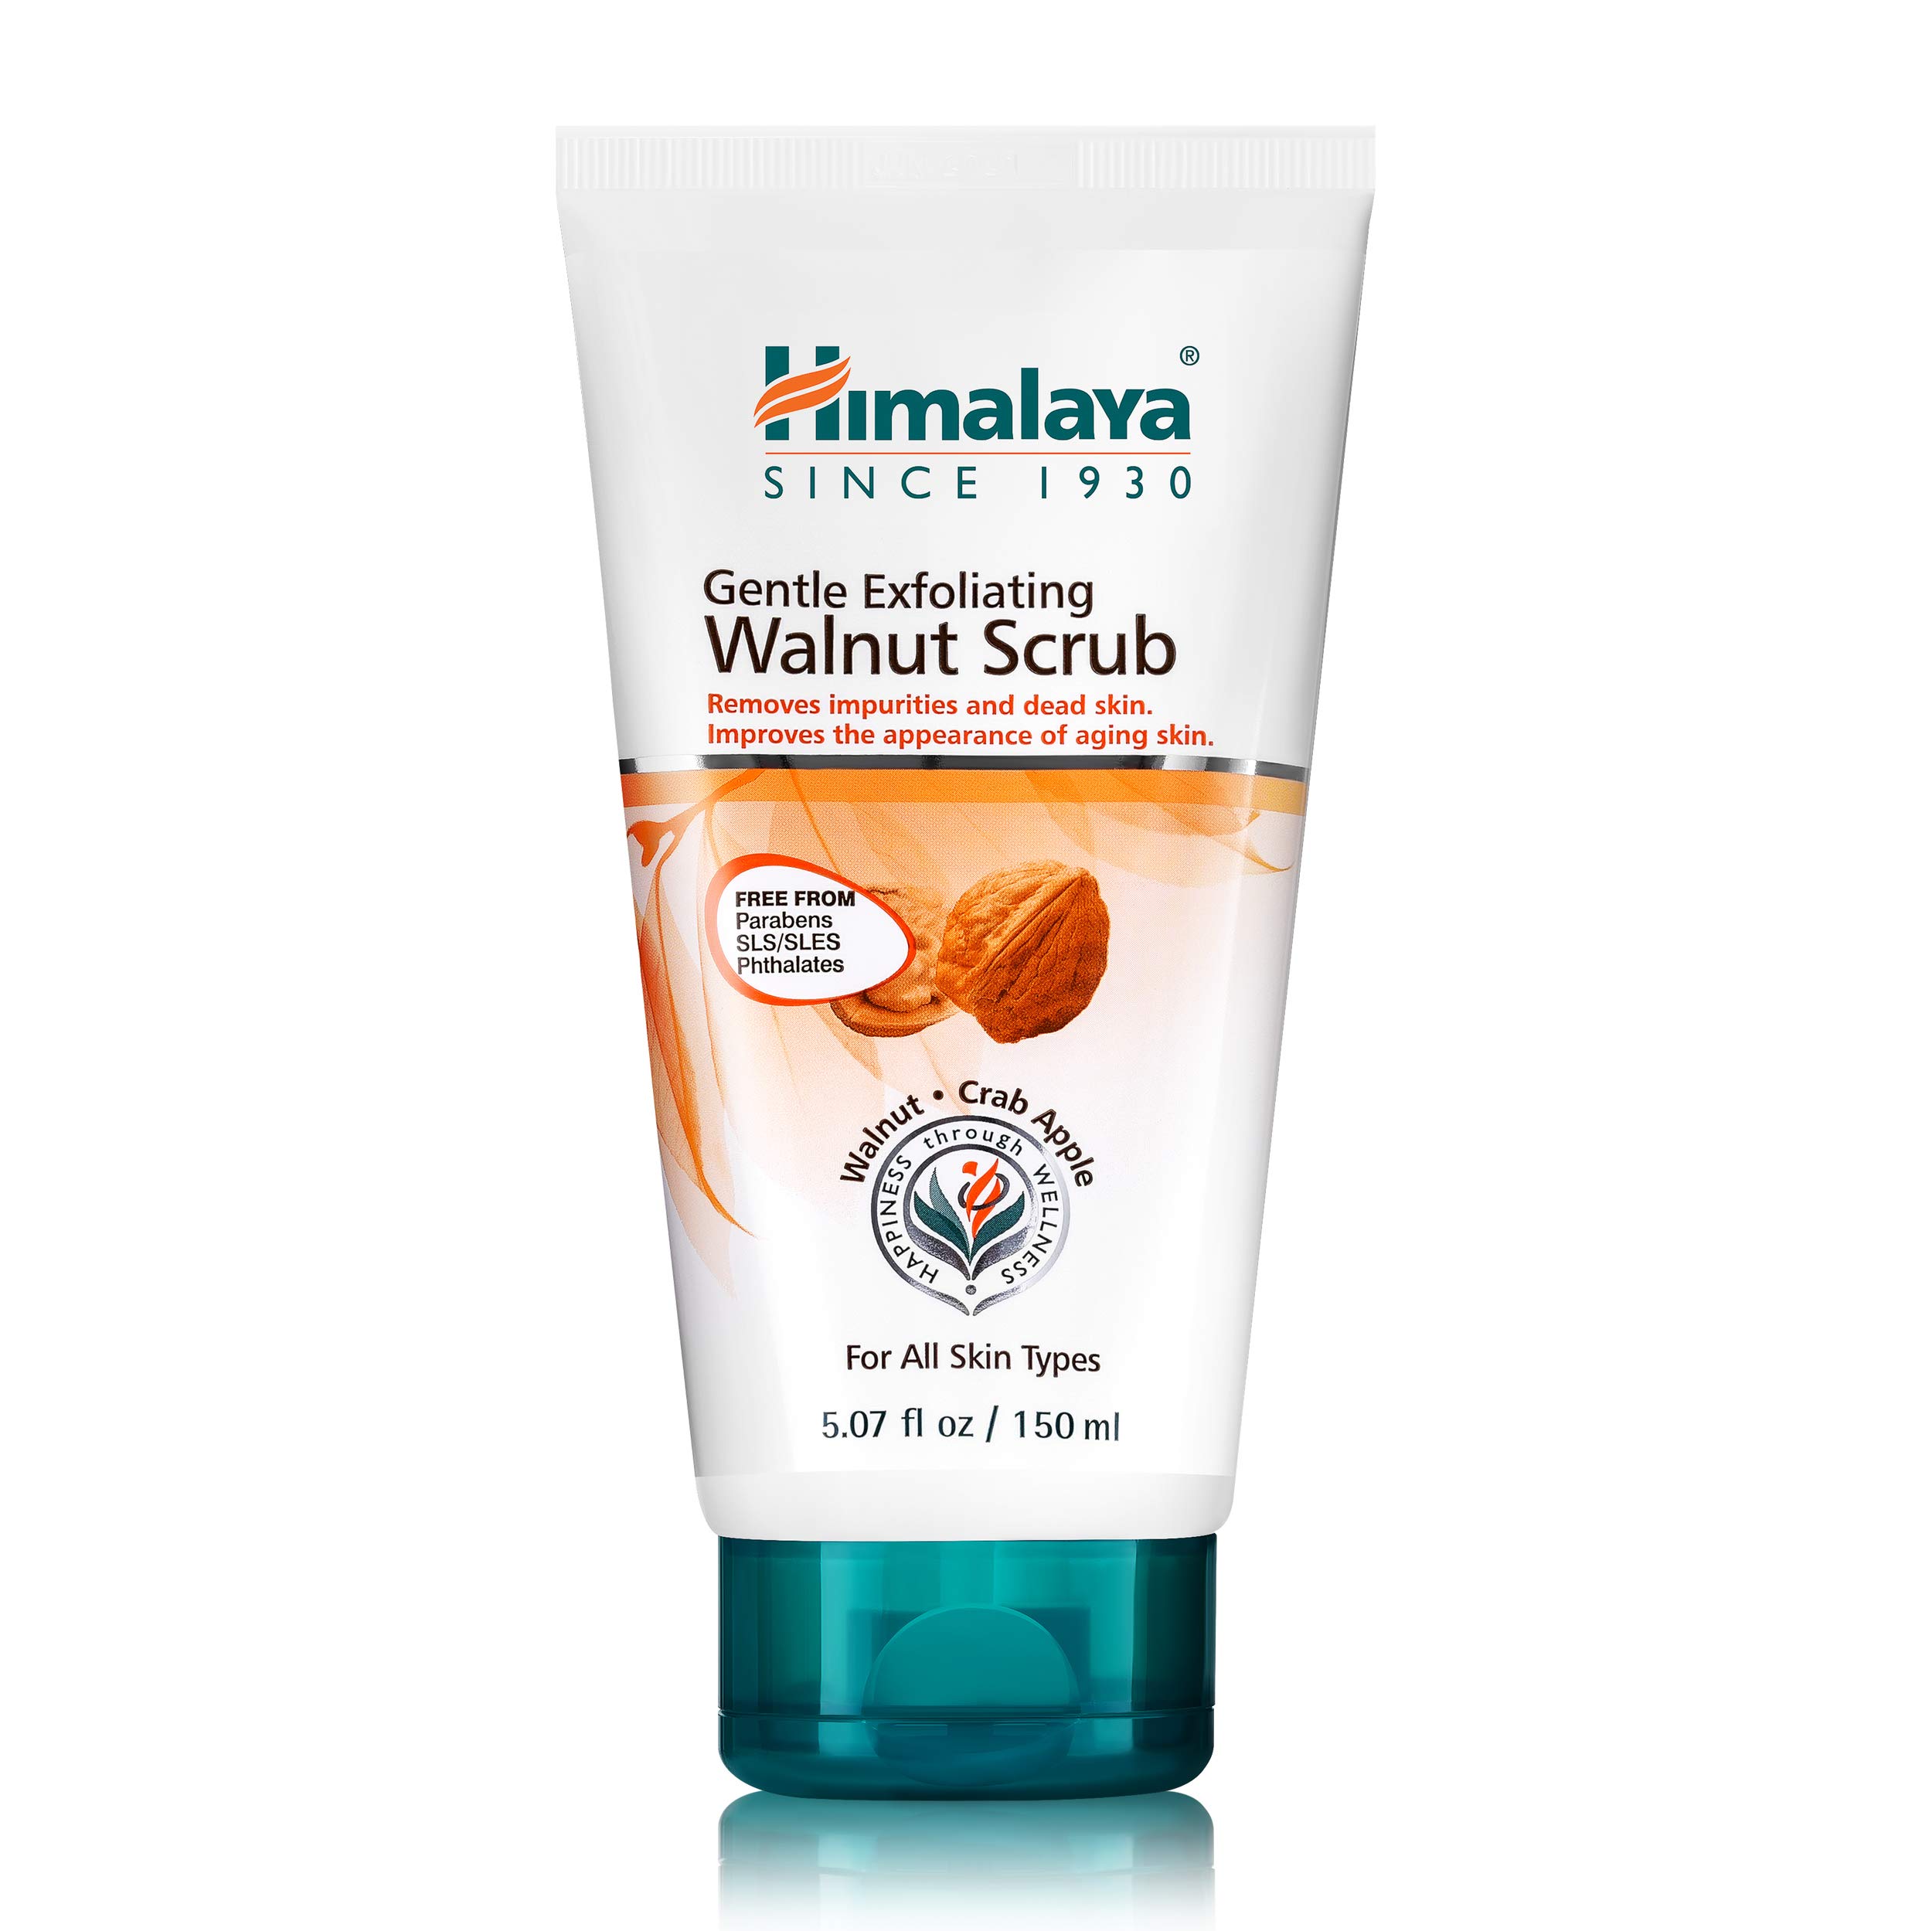 Himalaya®
SINCE 1930
Gentle Exfoliating
Walnut Scrub
Removes impurities and dead skin.
Improves the appearance of aging skin.
FREE FROM
Parabens
SLS/SLES
Phthalates
Walnut • Crab Apple
HAPPINESS through WELLNESS
For All Skin Types
5.07 fl oz / 150 ml